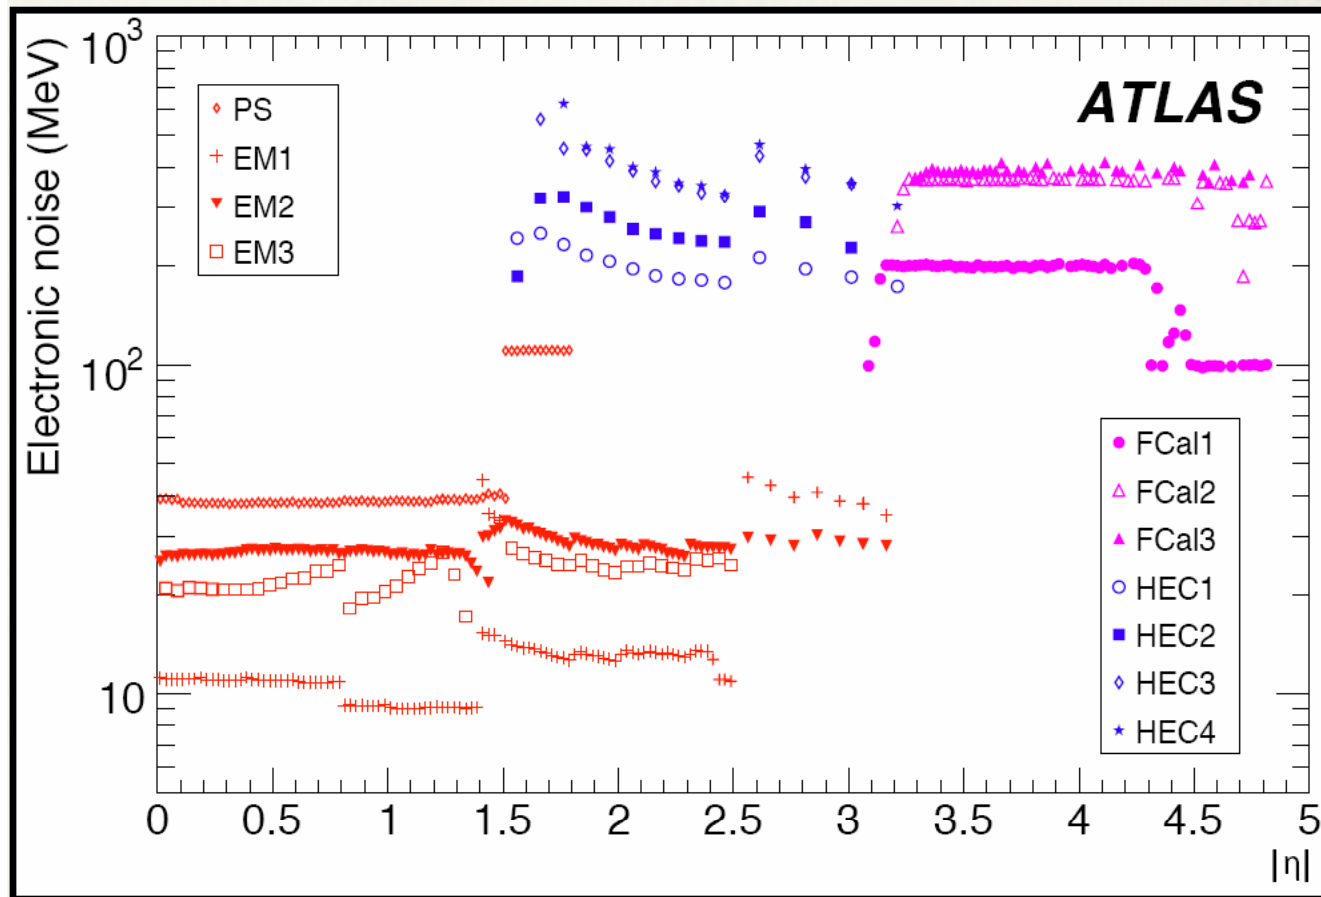 Electronic noise (MeV)
10³
10²
10
ATLAS
PS
EM1
EM2
EM3
FCal1
FCal2
FCal3
HEC1
HEC2
HEC3
HEC4
0 0.5 1 1.5 2 2.5 3 3.5 4 4.5 5
|η|